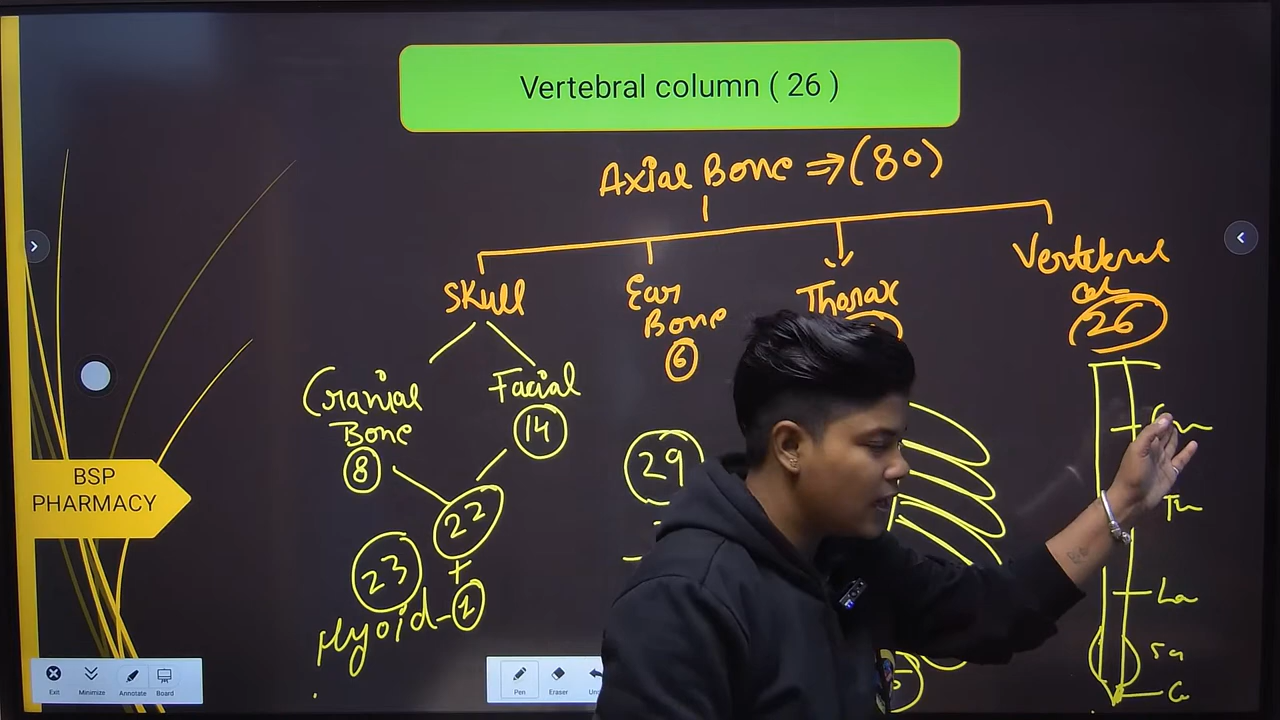 Vertebral column ( 26 )
Axial Bone ⇒ (80)
Skull
Ear
Bone
6
Thorax
Vertebral
col
26
Cranial
Bone
8
Facial
14
22
+
23
Hyoid - 1
29
Th
La
Sa
Co
BSP
PHARMACY
Exit
Minimize
Annotate
Board
Pen
Eraser